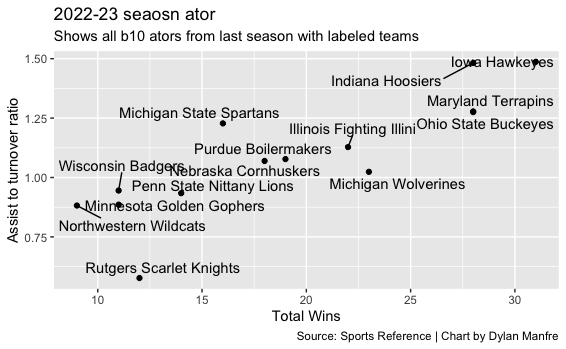 2022-23 seaosn ator
Shows all b10 ators from last season with labeled teams
1.50
Iowa Hawkeyes
Indiana Hoosiers
Maryland Terrapins
1.25
Michigan State Spartans
Illinois Fighting Illini
Ohio State Buckeyes
Purdue Boilermakers
Wisconsin Badgers
Nebraska Cornhuskers
1.00
Penn State Nittany Lions
Michigan Wolverines
Minnesota Golden Gophers
Northwestern Wildcats
0.75
Rutgers Scarlet Knights
Assist to turnover ratio
10 15 20 25 30
Total Wins
Source: Sports Reference | Chart by Dylan Manfre